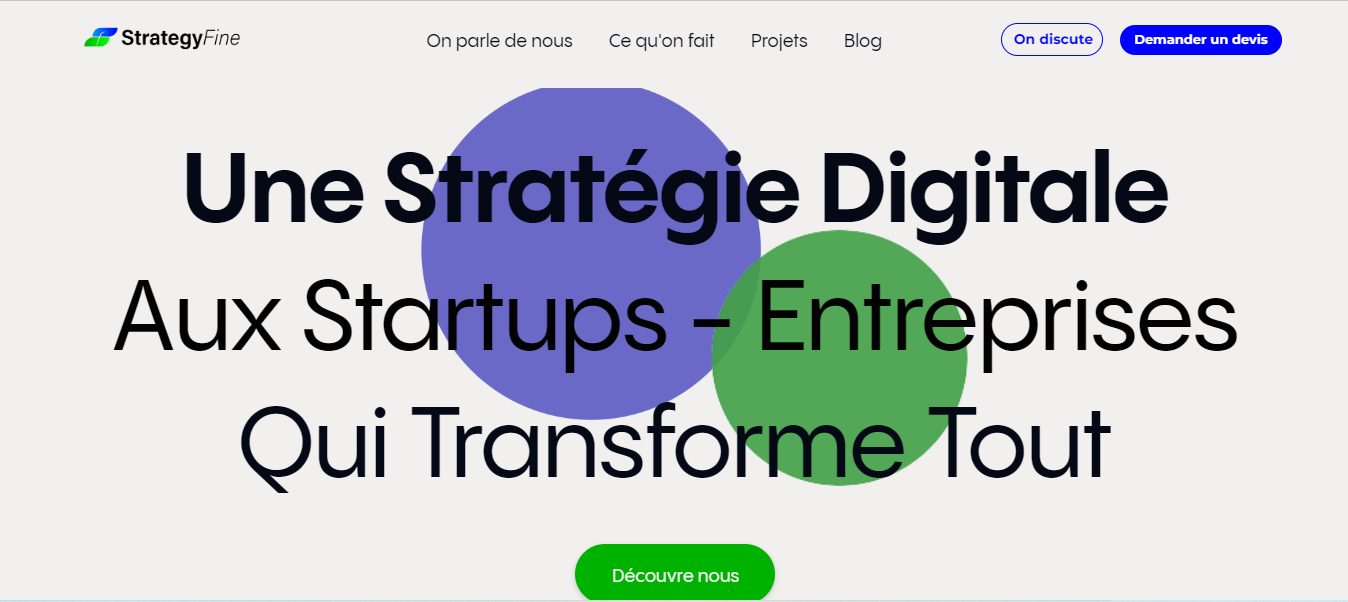 StrategyFine
On parle de nous
Ce qu'on fait
Projets
Blog
On discute
Demander un devis
Une Stratégie Digitale
Aux Startups - Entreprises
Qui Transforme Tout
Découvre nous